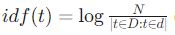 idf(t) = log N / |t∈D:t∈d|